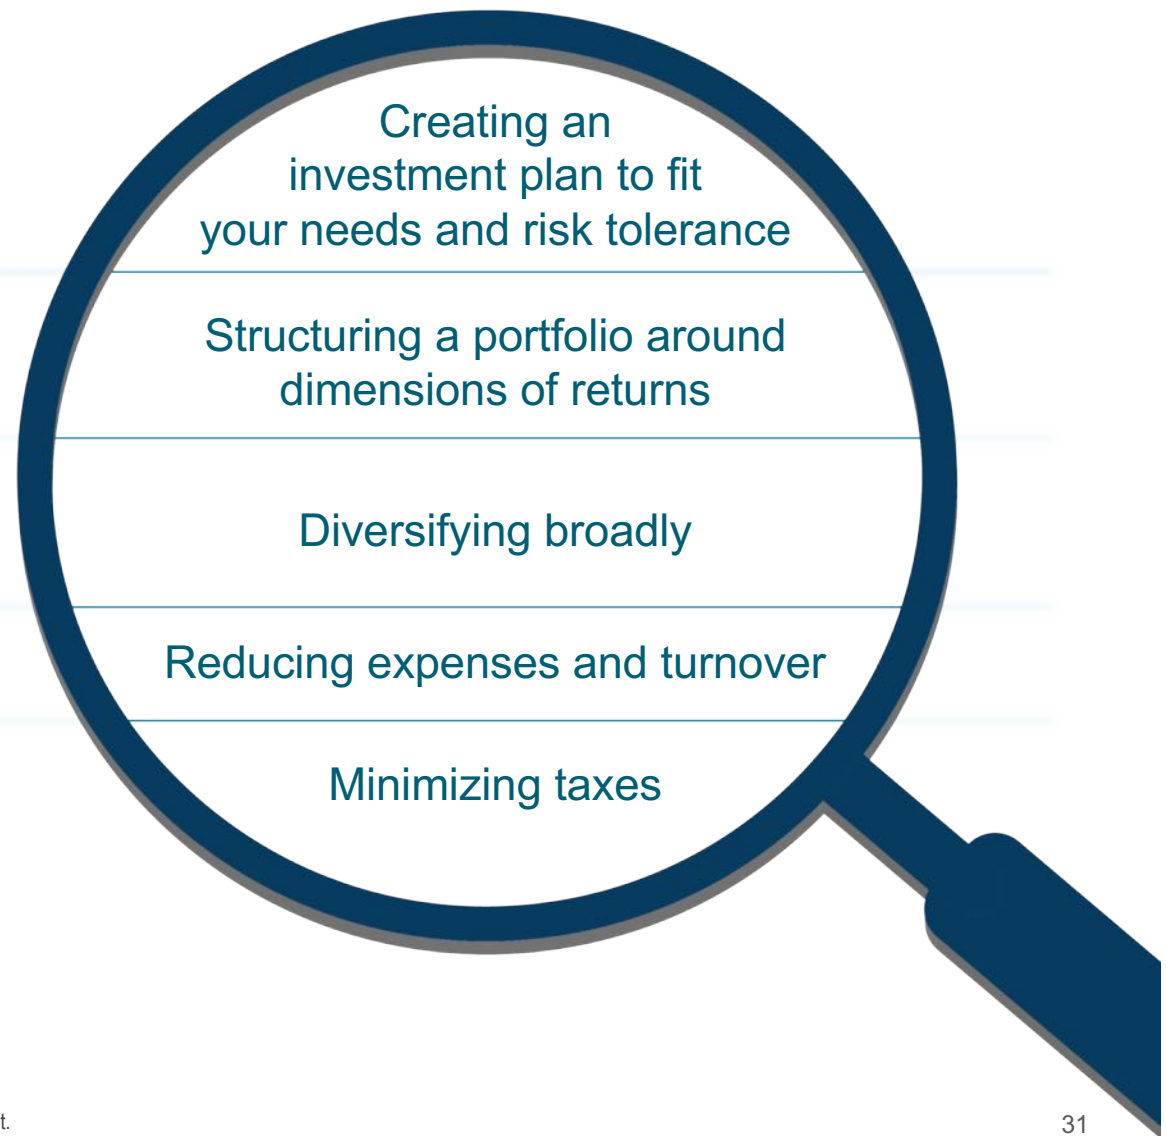 Creating an
investment plan to fit
your needs and risk tolerance
Structuring a portfolio around
dimensions of returns
Diversifying broadly
Reducing expenses and turnover
Minimizing taxes
t.
31